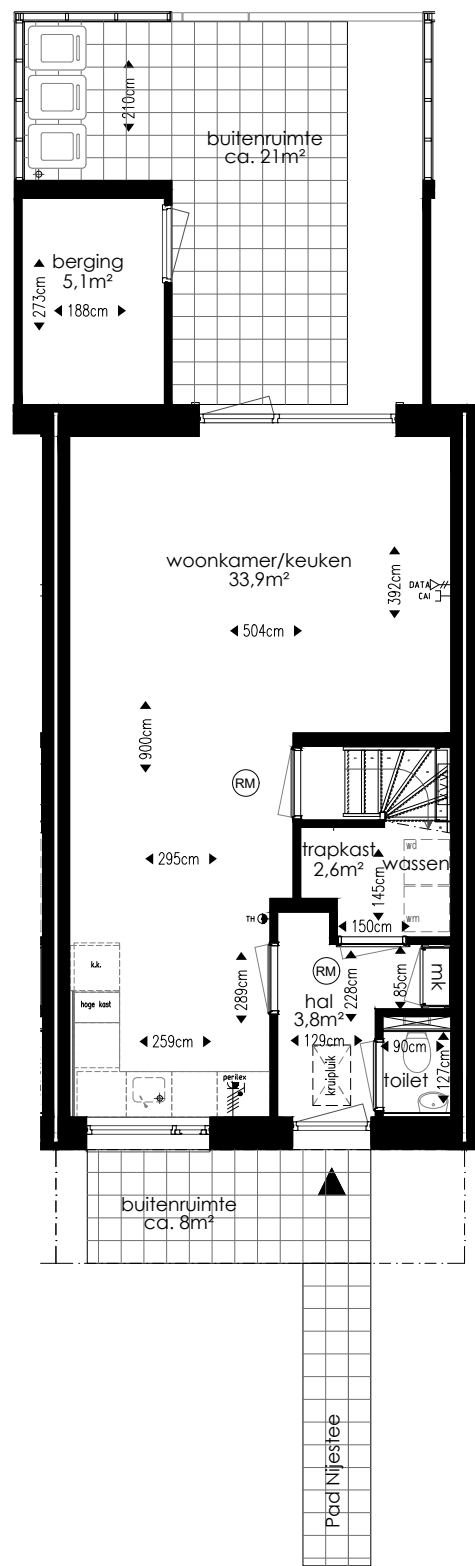 210cm
buitenruimte
ca. 21m²
berging
5,1m²
273cm
188cm
woonkamer/keuken
33,9m²
392cm
DATA
CAI
504cm
900cm
RM
trapkast
2,6m²
wd
wassen
295cm
145cm
wm
150cm
TH
k.k.
hoge kast
289cm
RM
228cm
85cm
mk
hal
3,8m²
259cm
129cm
90cm
127cm
toilet
kruipluik
perilex
buitenruimte
ca. 8m²
Pad Nijestee